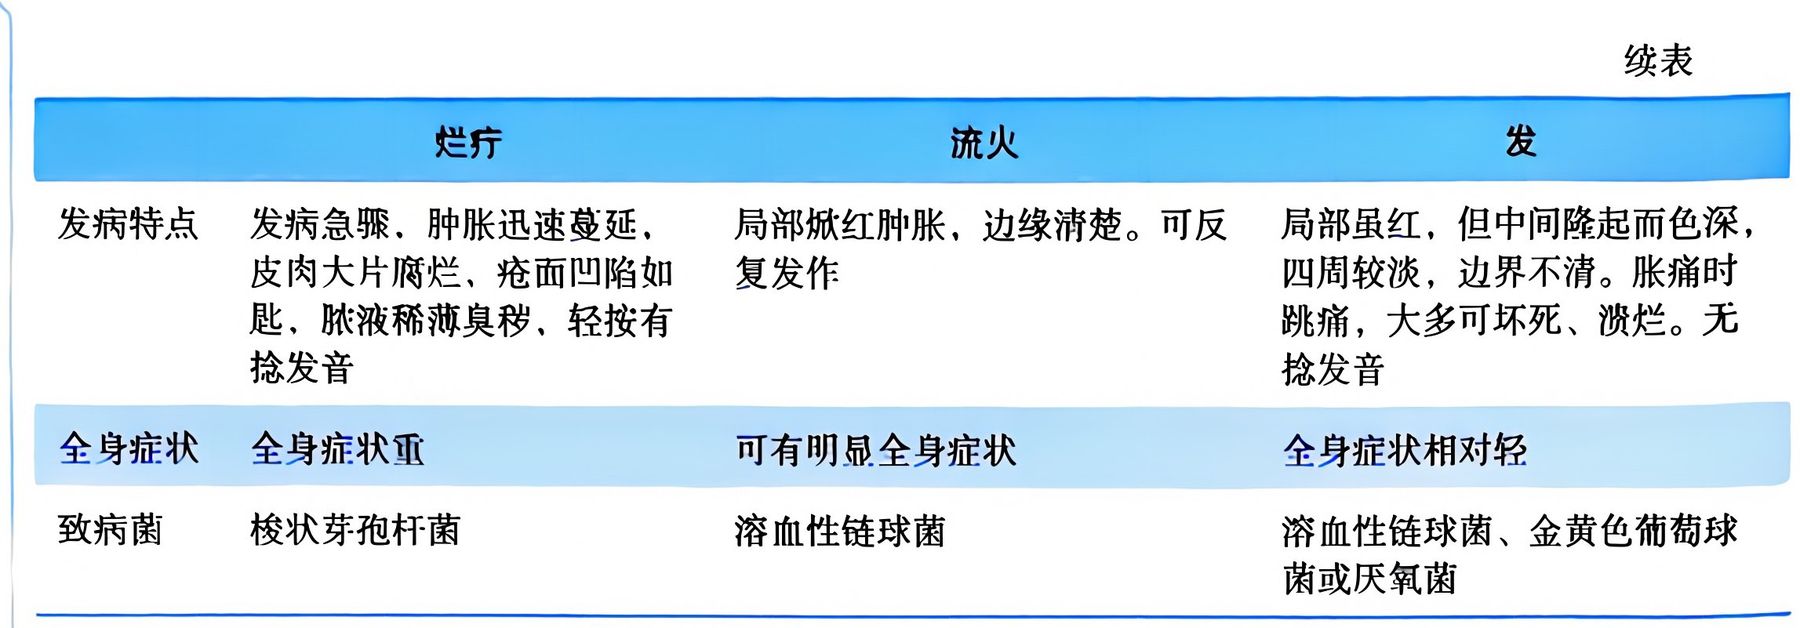 续表
烂疔 流火 发
发病特点 发病急骤，肿胀迅速蔓延， 局部焮红肿胀，边缘清楚。可反 局部虽红，但中间隆起而色深，
皮肉大片腐烂，疮面凹陷如 复发作 四周较淡，边界不清。胀痛时
匙，脓液稀薄臭秽，轻按有 跳痛，大多可坏死、溃烂。无
捻发音 捻发音
全身症状 全身症状重 可有明显全身症状 全身症状相对轻
致病菌 梭状芽孢杆菌 溶血性链球菌 溶血性链球菌、金黄色葡萄球
菌或厌氧菌